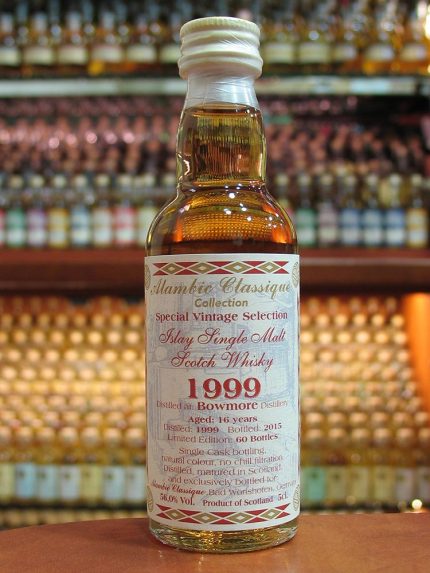 Alambic Classique
Collection
Special Vintage Selection
Islay Single Malt
Scotch Whisky
1999
Distilled at: Bowmore Distillery
Aged: 16 years
Distilled: 1999 Bottled: 2015
Limited Edition: 60 Bottles
Single Cask bottling,
natural colour, no chill filtration.
Distilled, matured in Scotland
and exclusively bottled for
Alambic Classique Bad Wörishofen, Germany
56.0% Vol. Product of Scotland 5cl